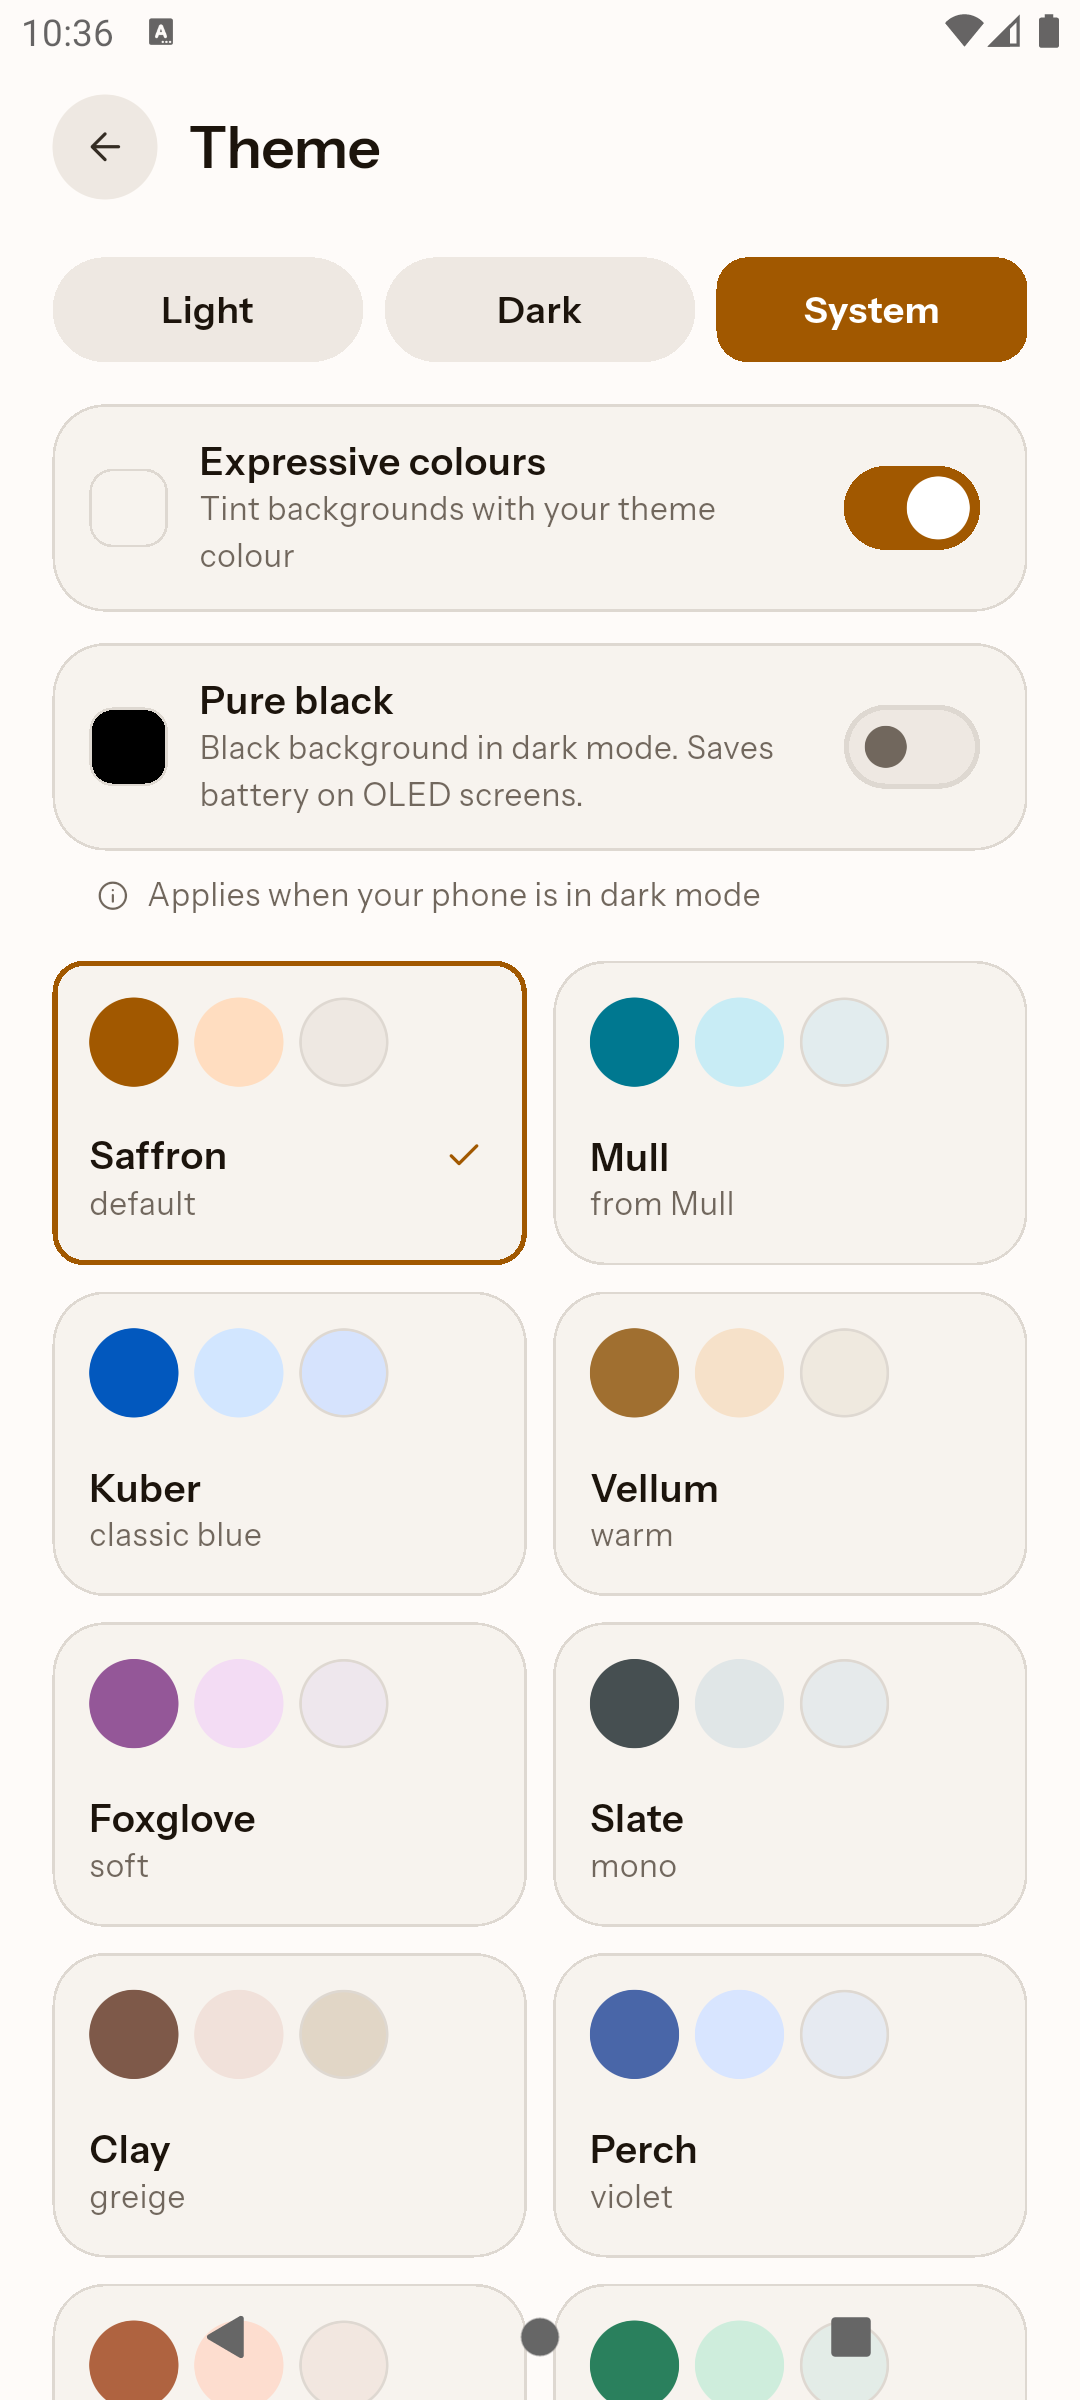 10:36
Theme
Light
Dark
System
Expressive colours
Tint backgrounds with your theme
colour
Pure black
Black background in dark mode. Saves
battery on OLED screens.
Applies when your phone is in dark mode
Saffron
default
Mull
from Mull
Kuber
classic blue
Vellum
warm
Foxglove
soft
Slate
mono
Clay
greige
Perch
violet